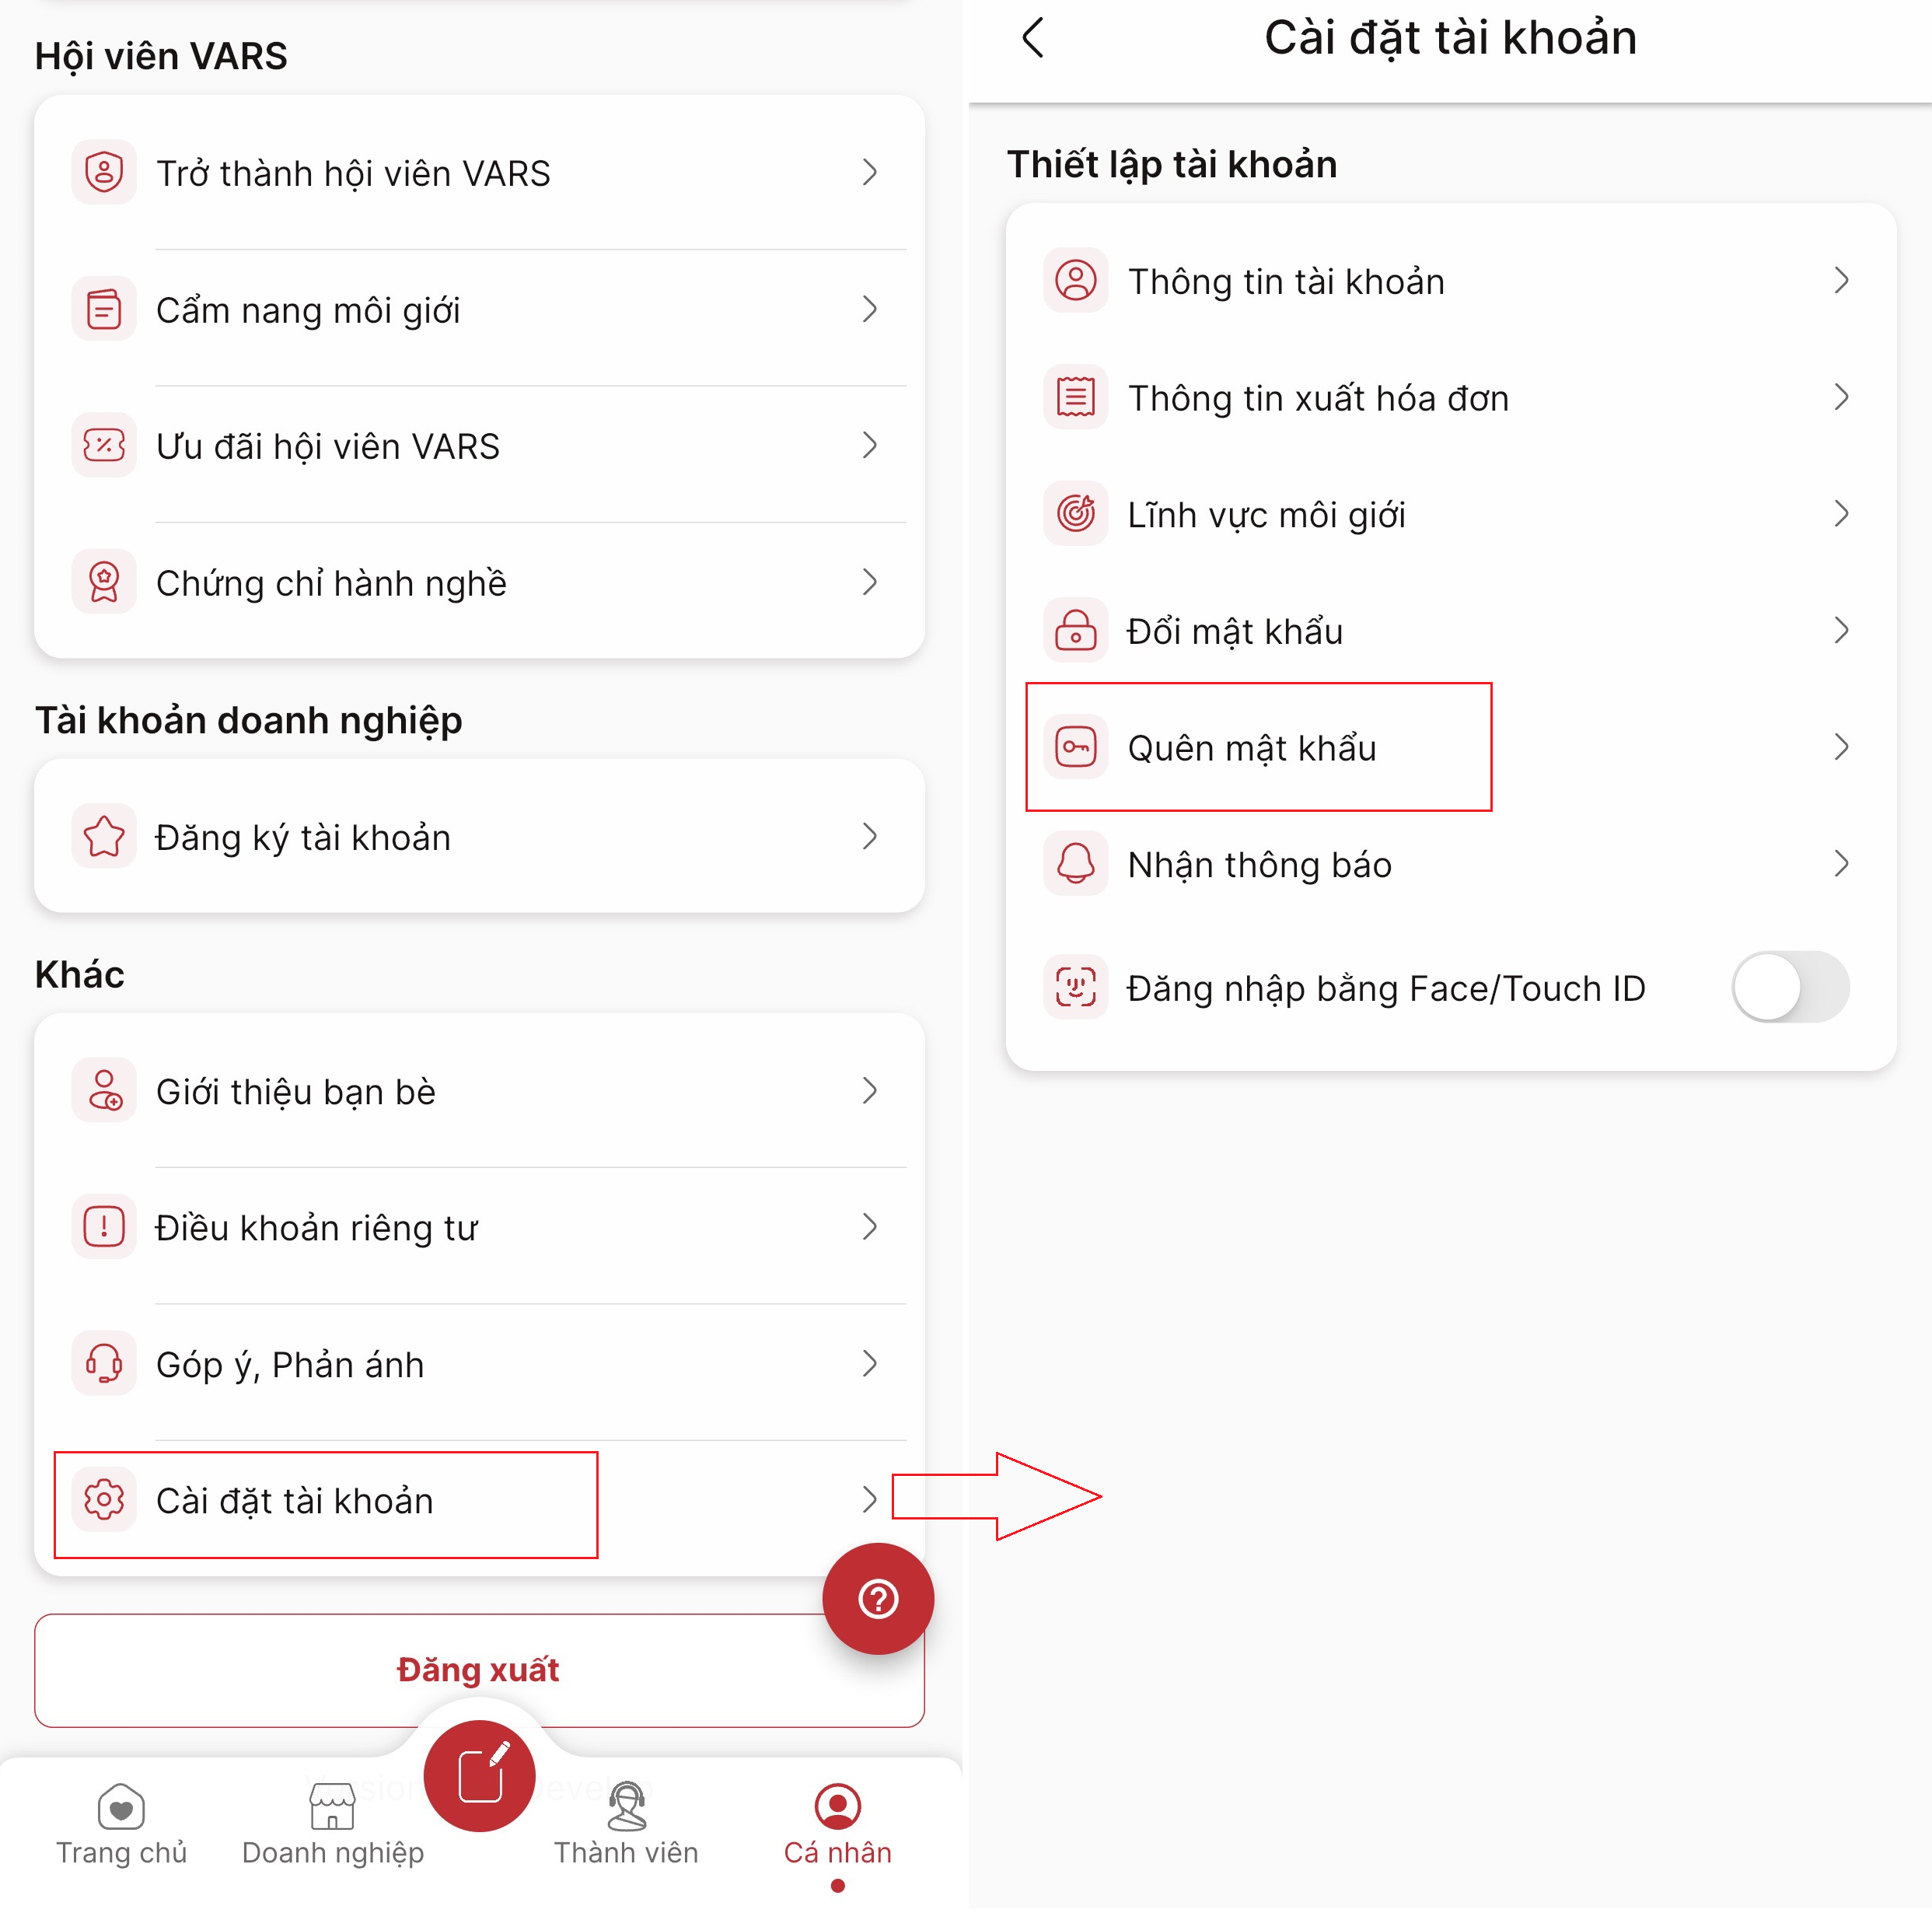 Hội viên VARS
Trở thành hội viên VARS
Cẩm nang môi giới
Ưu đãi hội viên VARS
Chứng chỉ hành nghề
Tài khoản doanh nghiệp
Đăng ký tài khoản
Khác
Giới thiệu bạn bè
Điều khoản riêng tư
Góp ý, Phản ánh
Cài đặt tài khoản
Đăng xuất
Trang chủ
Doanh nghiệp
Thành viên
Cá nhân
Cài đặt tài khoản
Thiết lập tài khoản
Thông tin tài khoản
Thông tin xuất hóa đơn
Lĩnh vực môi giới
Đổi mật khẩu
Quên mật khẩu
Nhận thông báo
Đăng nhập bằng Face/Touch ID